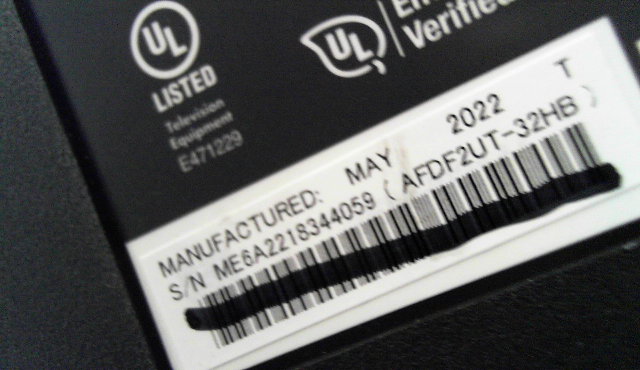 UL
LISTED
Television
Equipment
E471229
UL
Verified
MANUFACTURED: MAY 2022 T
S/N ME6A2218344059 (AFDF2UT-32HB)